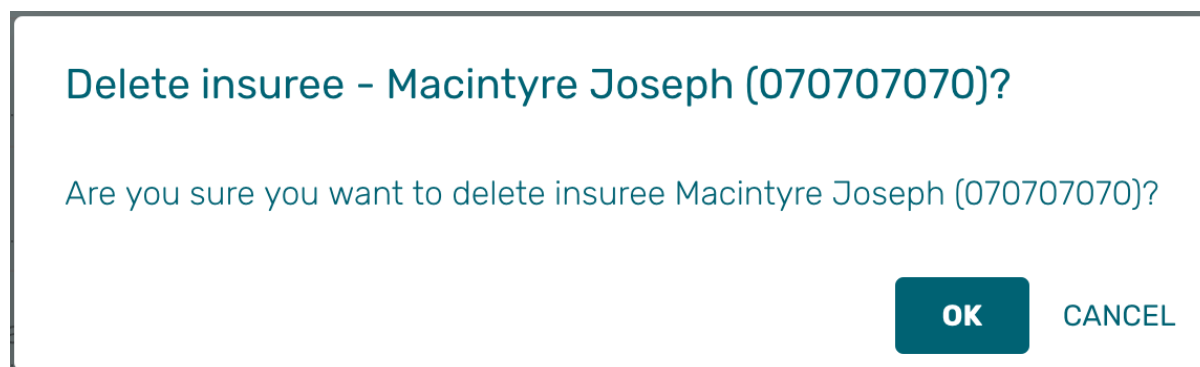 Delete insuree - Macintyre Joseph (070707070)?
Are you sure you want to delete insuree Macintyre Joseph (070707070)?
OK CANCEL